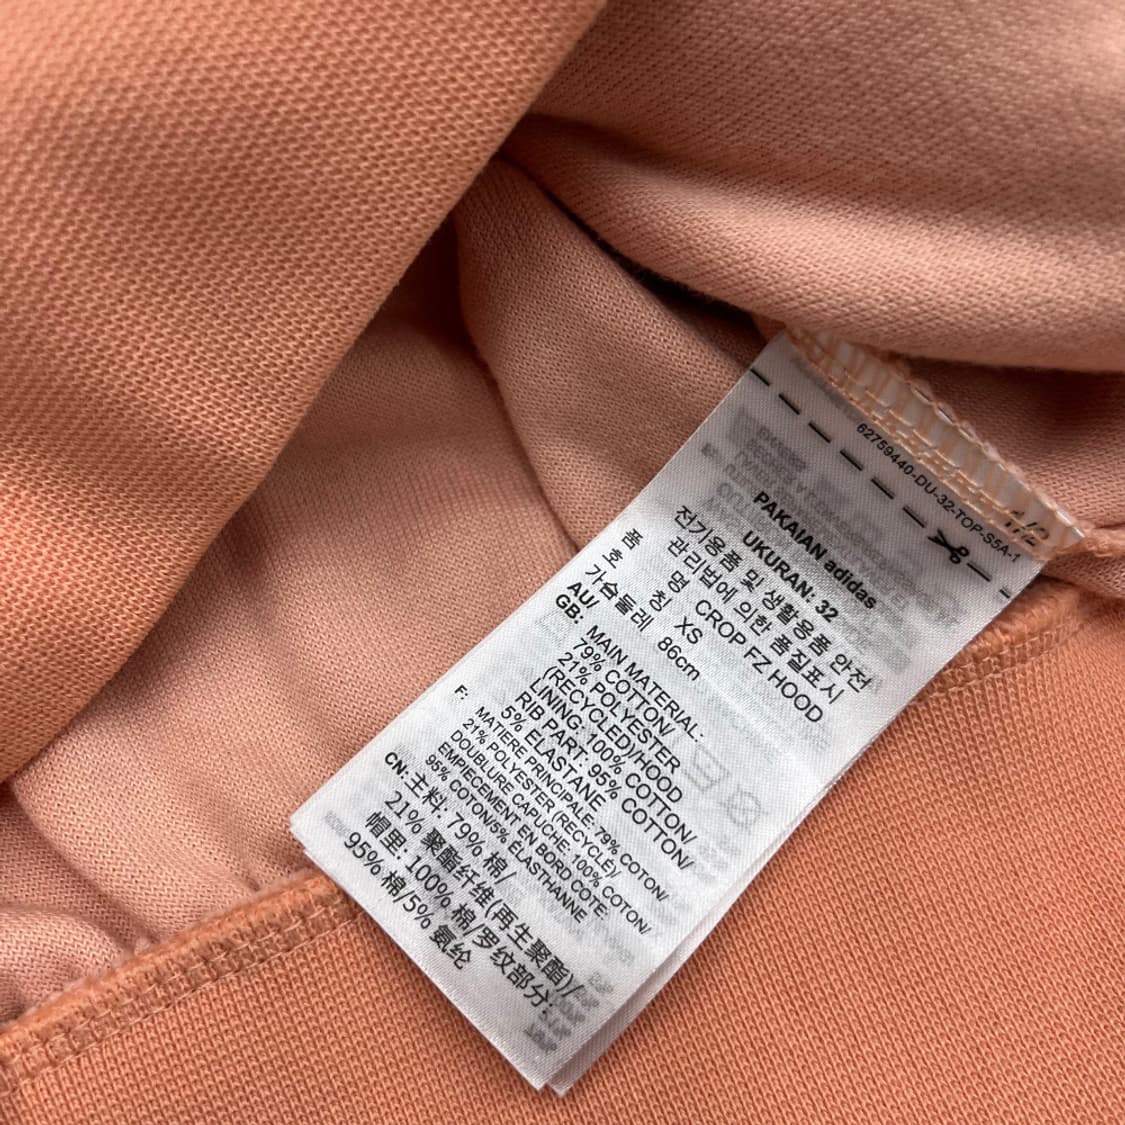 62759440-DU-32-TOP-S5A-1
PAKAIAN adidas
UKURAN: 32
전기용품 및 생활용품 안전
관리법에 의한 품질표시
품 명 CROP FZ HOOD
호 칭 XS
가슴둘레 86cm
AU/
GB: MAIN MATERIAL:
79% COTTON/
21% POLYESTER
(RECYCLED)/HOOD
LINING: 100% COTTON/
RIB PART: 95% COTTON/
5% ELASTANE
F: MATIERE PRINCIPALE: 79% COTON/
21% POLYESTER (RECYCLÉ)/
DOUBLURE CAPUCHE: 100% COTON/
EMPIECEMENT EN BORD COTE:
95% COTON/5% ELASTHANNE
CN: 主料: 79% 棉/
21% 聚酯纤维(再生聚酯)/
帽里: 100% 棉/罗纹部分:
95% 棉/5% 氨纶